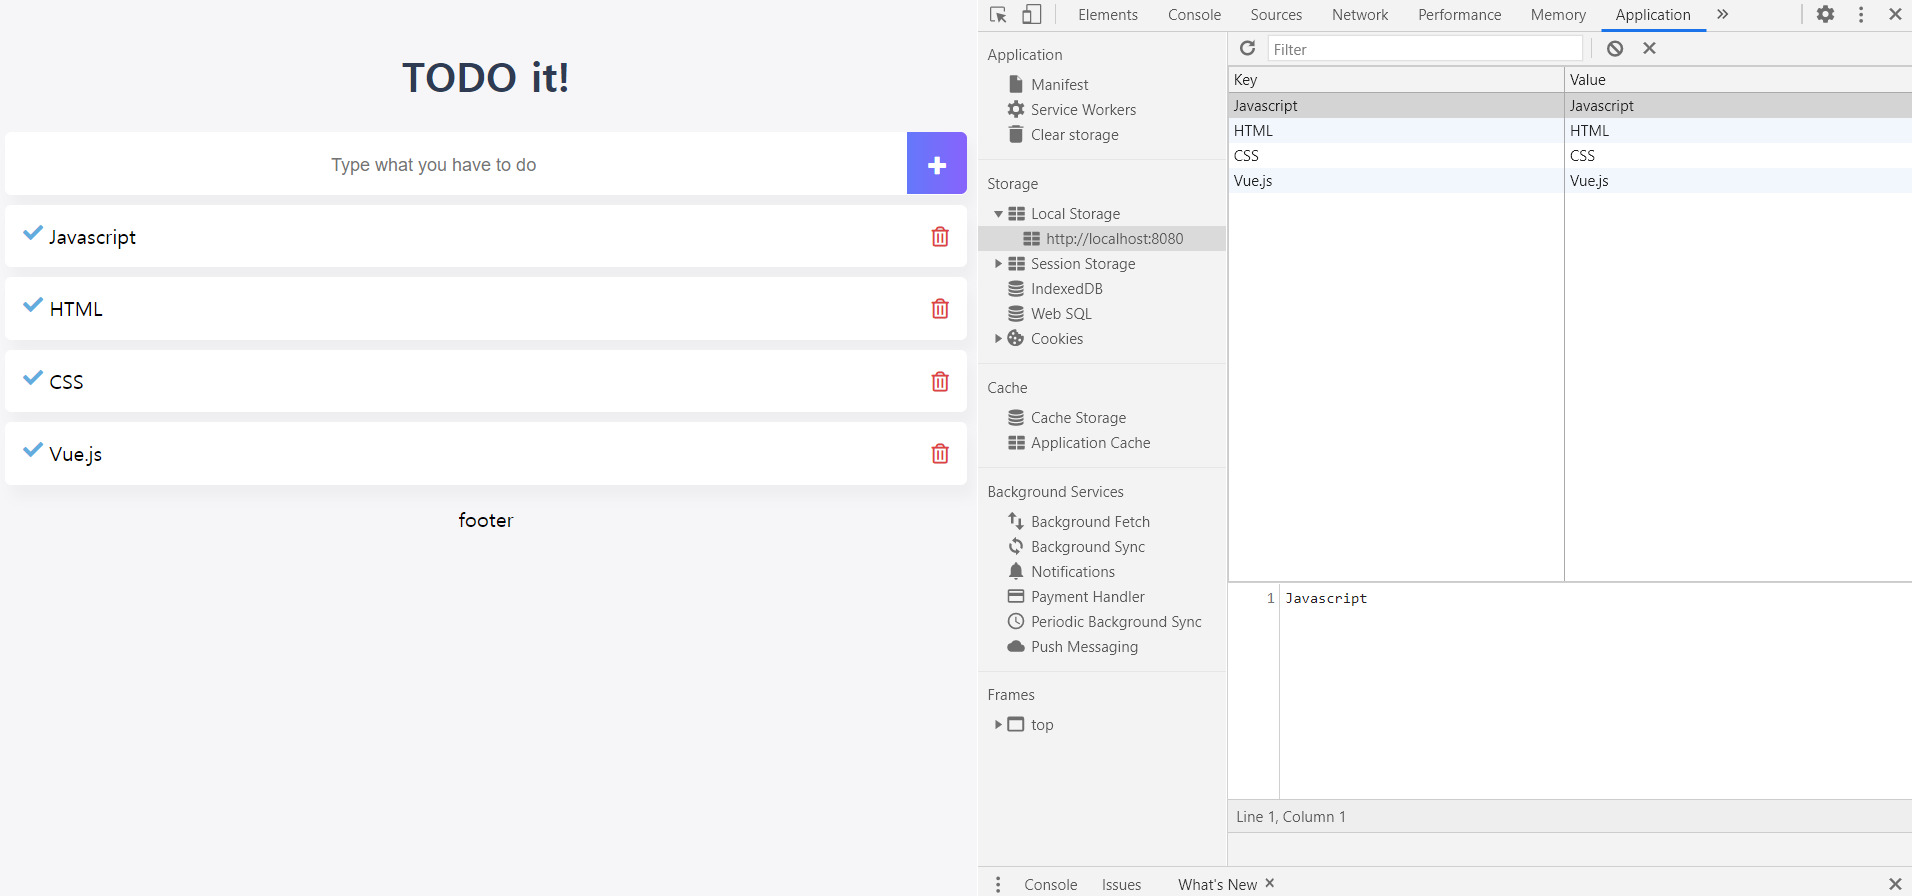 TODO it!
Type what you have to do
Javascript
HTML
CSS
Vue.js
footer
Elements Console Sources Network Performance Memory Application
Filter
Application
Manifest
Service Workers
Clear storage
Storage
Local Storage
http://localhost:8080
Session Storage
IndexedDB
Web SQL
Cookies
Cache
Cache Storage
Application Cache
Background Services
Background Fetch
Background Sync
Notifications
Payment Handler
Periodic Background Sync
Push Messaging
Frames
top
Key Value
Javascript Javascript
HTML HTML
CSS CSS
Vue.js Vue.js
1 Javascript
Line 1, Column 1
Console Issues What's New